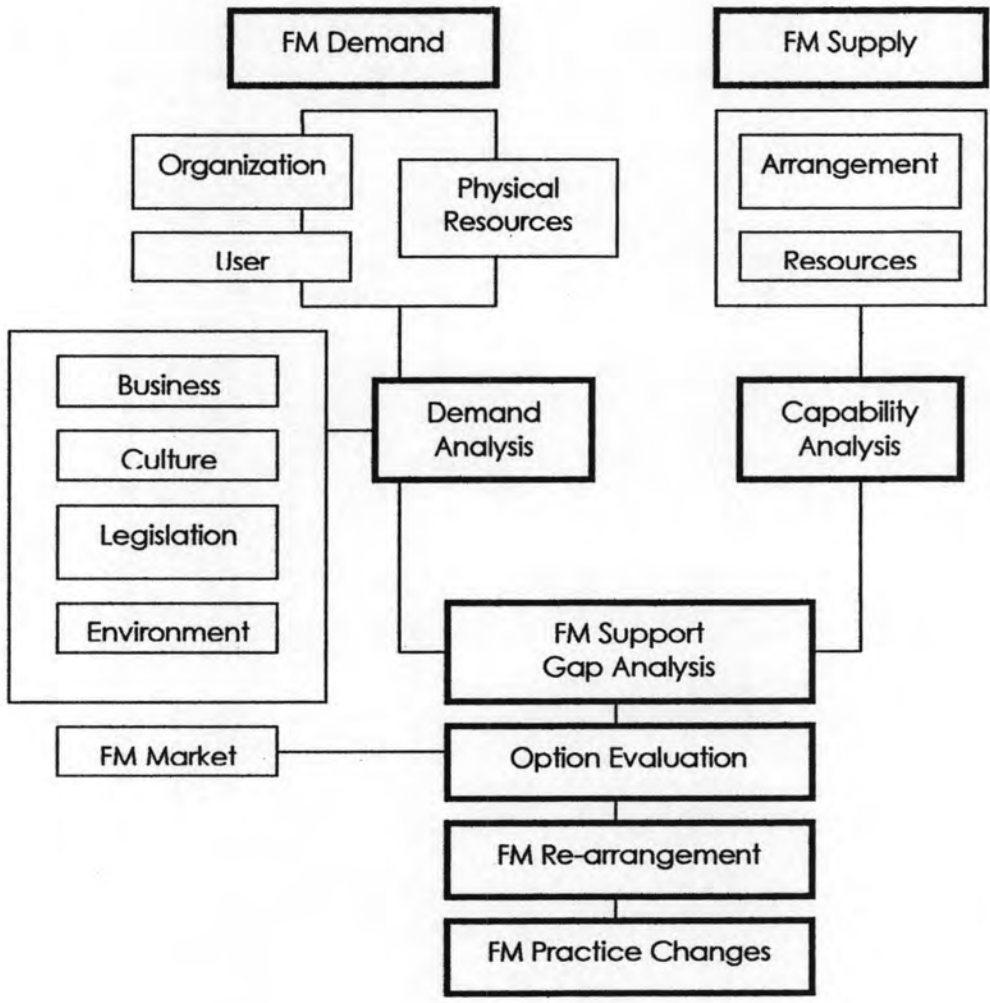 FM Demand
FM Supply
Organization
User
Physical
Resources
Arrangement
Resources
Business
Culture
Legislation
Environment
Demand
Analysis
Capability
Analysis
FM Support
Gap Analysis
FM Market
Option Evaluation
FM Re-arrangement
FM Practice Changes